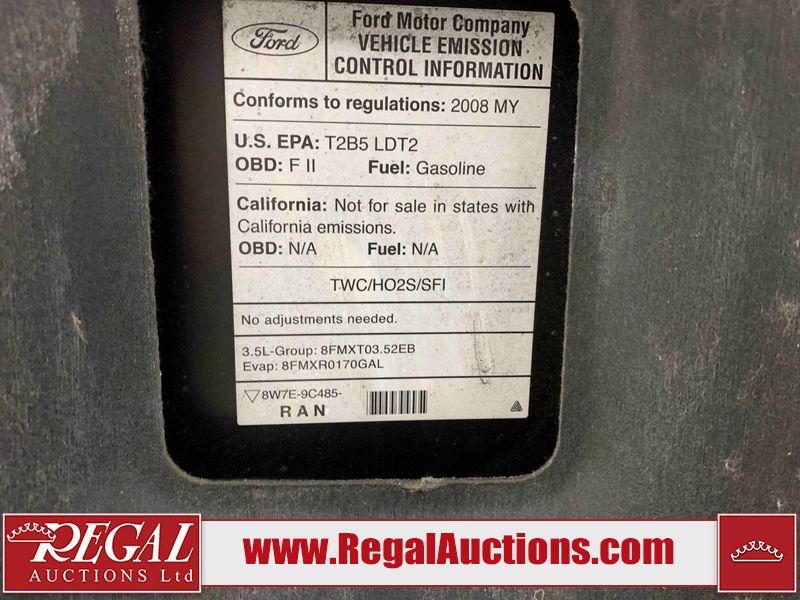 Ford
Ford Motor Company
VEHICLE EMISSION
CONTROL INFORMATION
Conforms to regulations: 2008 MY
U.S. EPA: T2B5 LDT2
OBD: F II Fuel: Gasoline
California: Not for sale in states with
California emissions.
OBD: N/A Fuel: N/A
TWC/HO2S/SFI
No adjustments needed.
3.5L-Group: 8FMXT03.52EB
Evap: 8FMXR0170GAL
8W7E-9C485-
RAN
REGAL
AUCTIONS Ltd
www.RegalAuctions.com